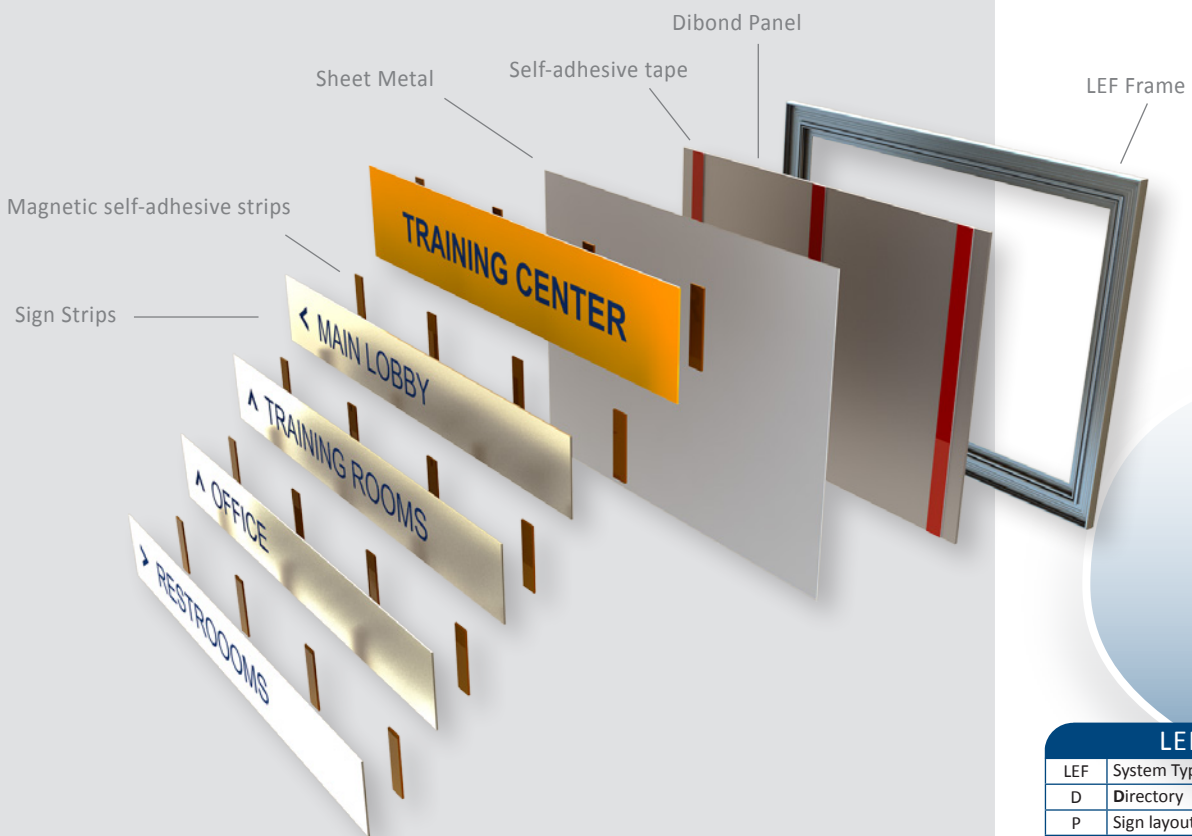 Dibond Panel
Self-adhesive tape
Sheet Metal
LEF Frame
Magnetic self-adhesive strips
Sign Strips
TRAINING CENTER
< MAIN LOBBY
^ TRAINING ROOMS
^ OFFICE
> RESTROOOMS
LEF System Typ
D Directory
P Sign layout